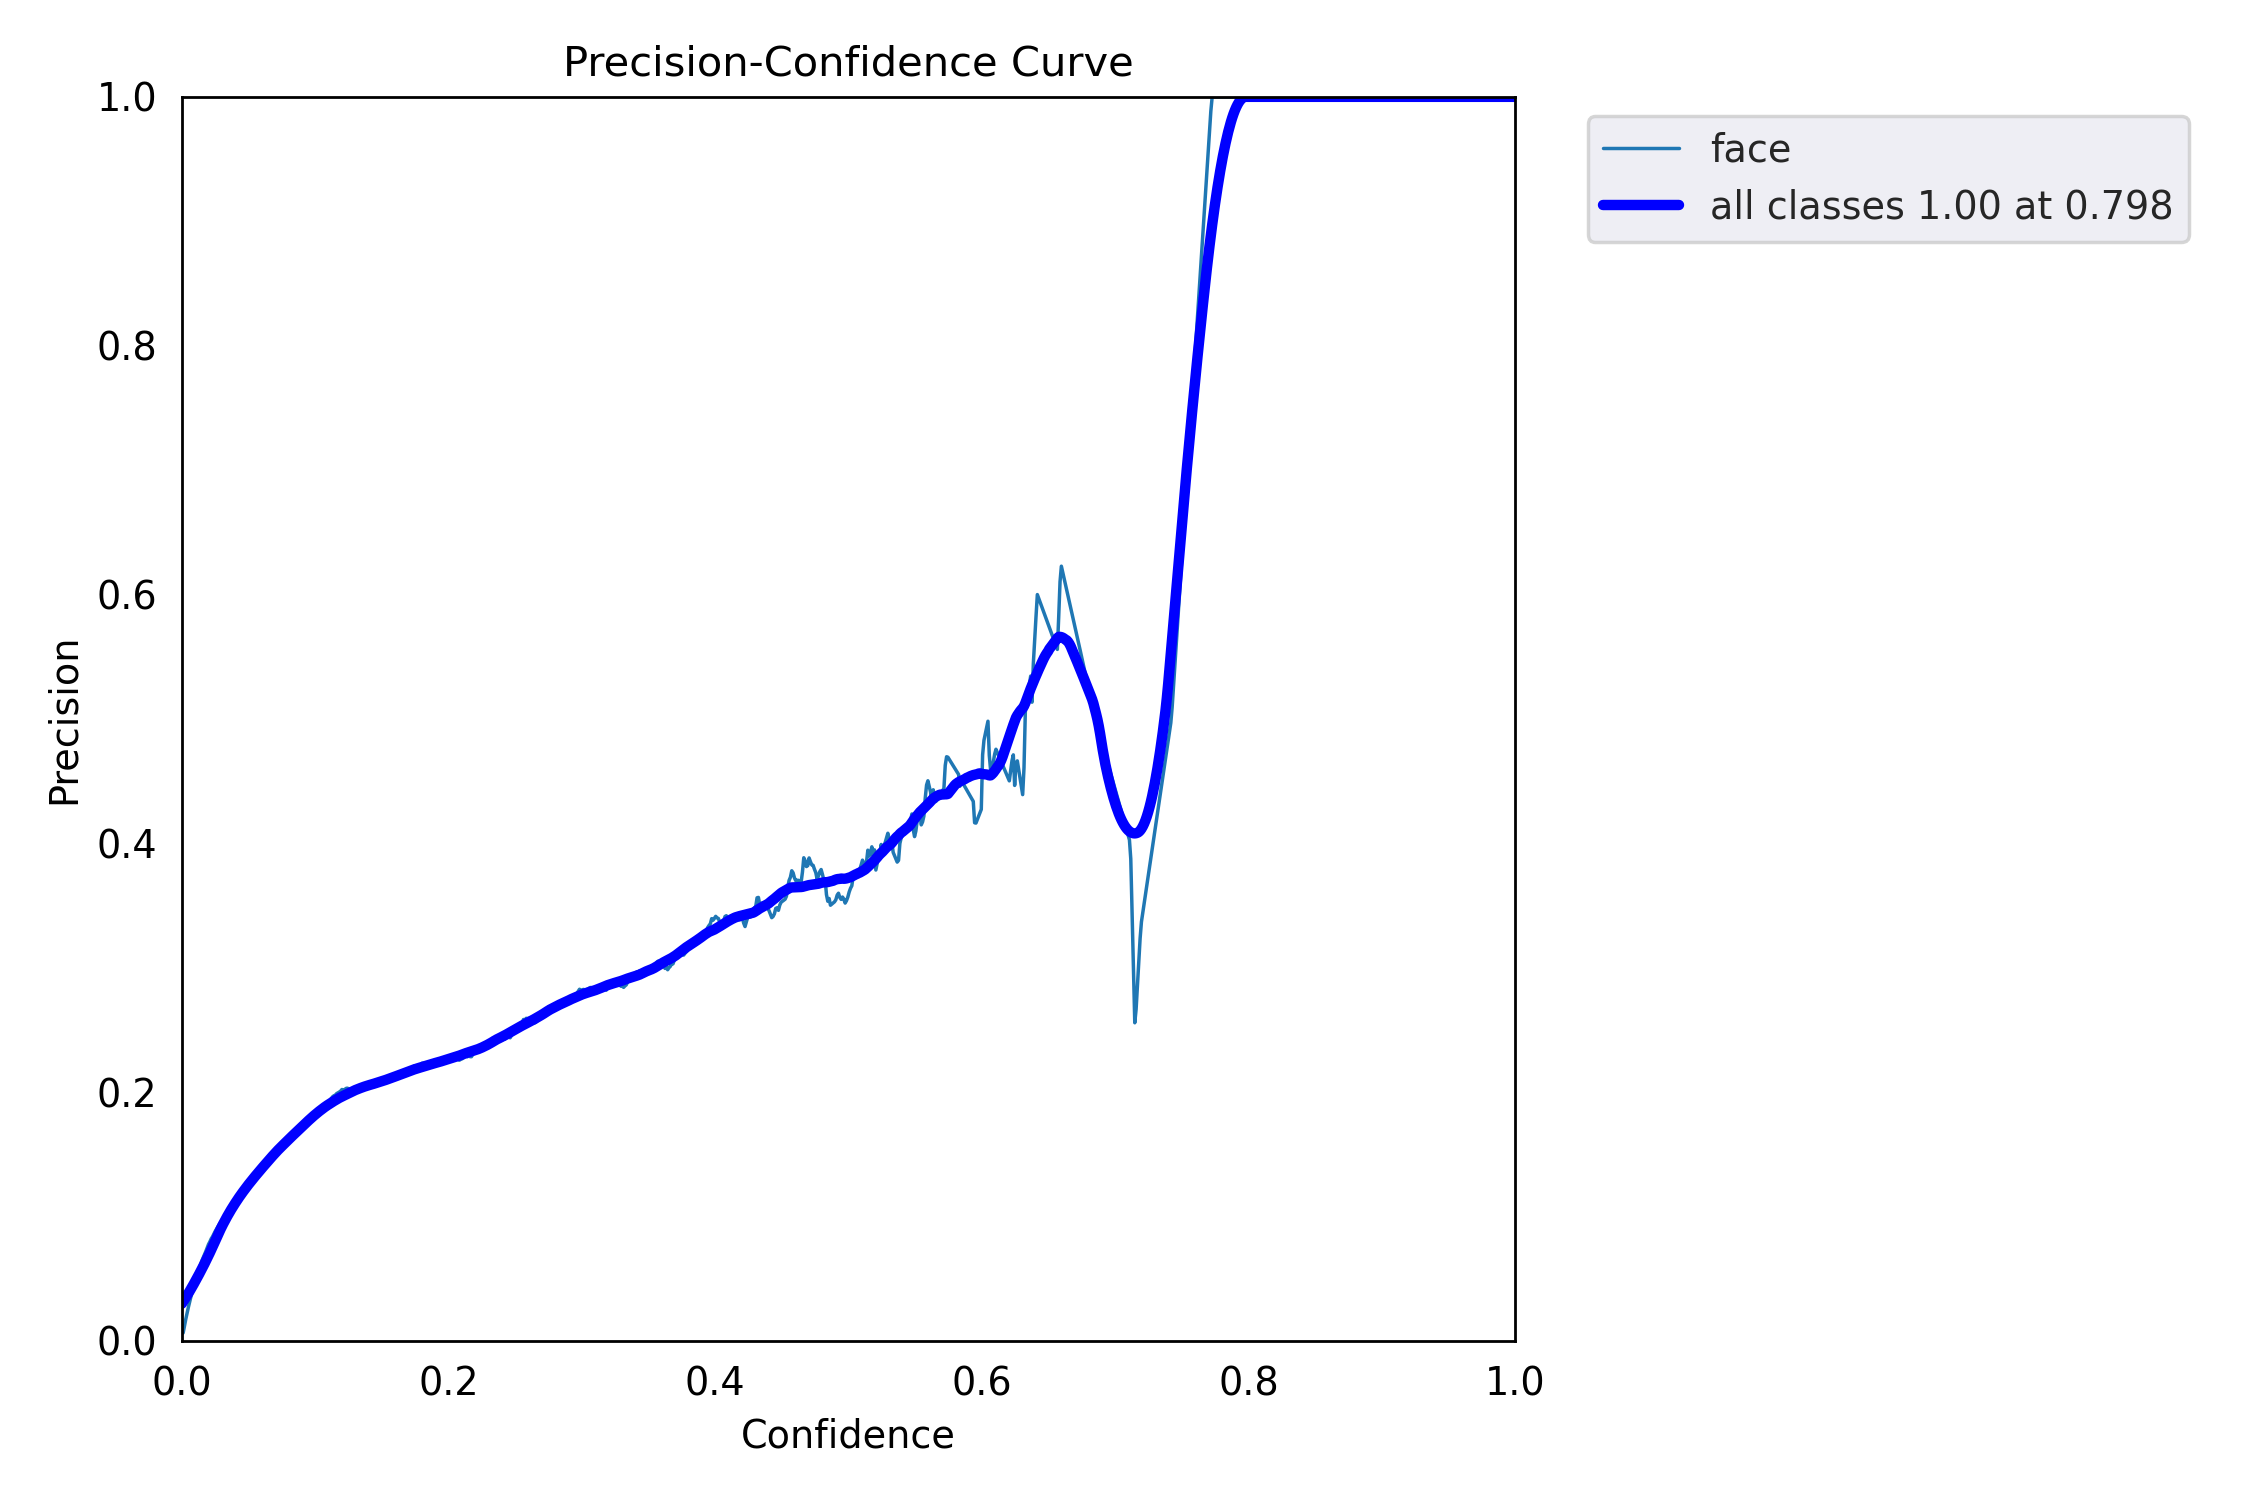 Precision-Confidence Curve
1.0
0.8
0.6
0.4
0.2
0.0
Precision
0.0 0.2 0.4 0.6 0.8 1.0
Confidence
face
all classes 1.00 at 0.798